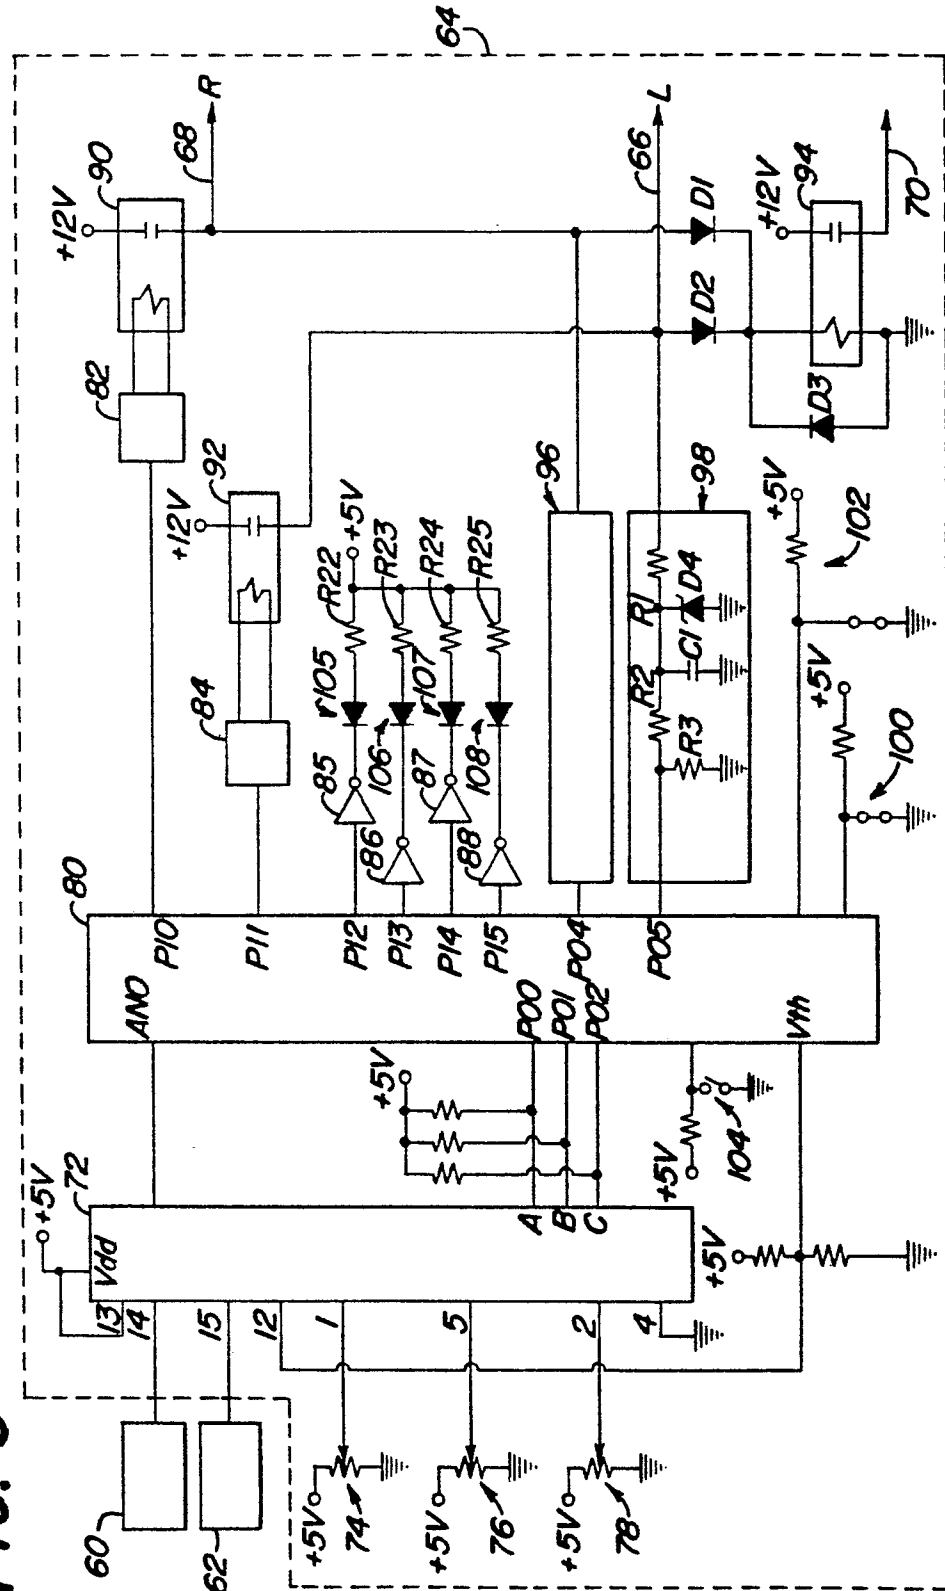 64
+12V
90
68
R
82
+12V
92
84
80
+5V
72
Vdd
13
14
15
12
1
5
2
4
60
62
ANO
P10
P11
P12
P13
P14
P15
P04
P05
P00
P01
P02
Vth
A
B
C
+5V
85
86
87
88
105
106
107
108
R22
R23
R24
R25
+5V
96
98
R1
R2
R3
C1
D4
66
L
D1
D2
D3
+12V
94
70
+5V
102
+5V
100
+5V
104
+5V
+5V
74
+5V
76
+5V
78